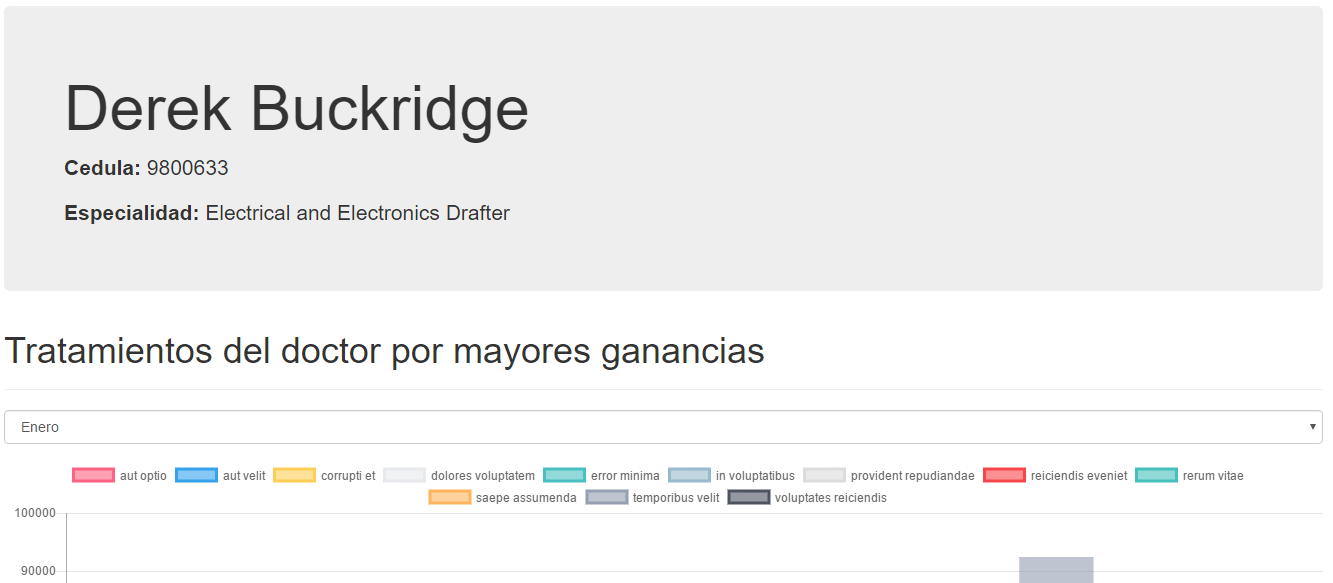 Derek Buckridge
Cedula: 9800633
Especialidad: Electrical and Electronics Drafter
Tratamientos del doctor por mayores ganancias
Enero
aut optio aut velit corrupti et dolores voluptatem error minima in voluptatibus provident repudiandae reiciendis eveniet rerum vitae
saepe assumenda temporibus velit voluptates reiciendis
100000
90000